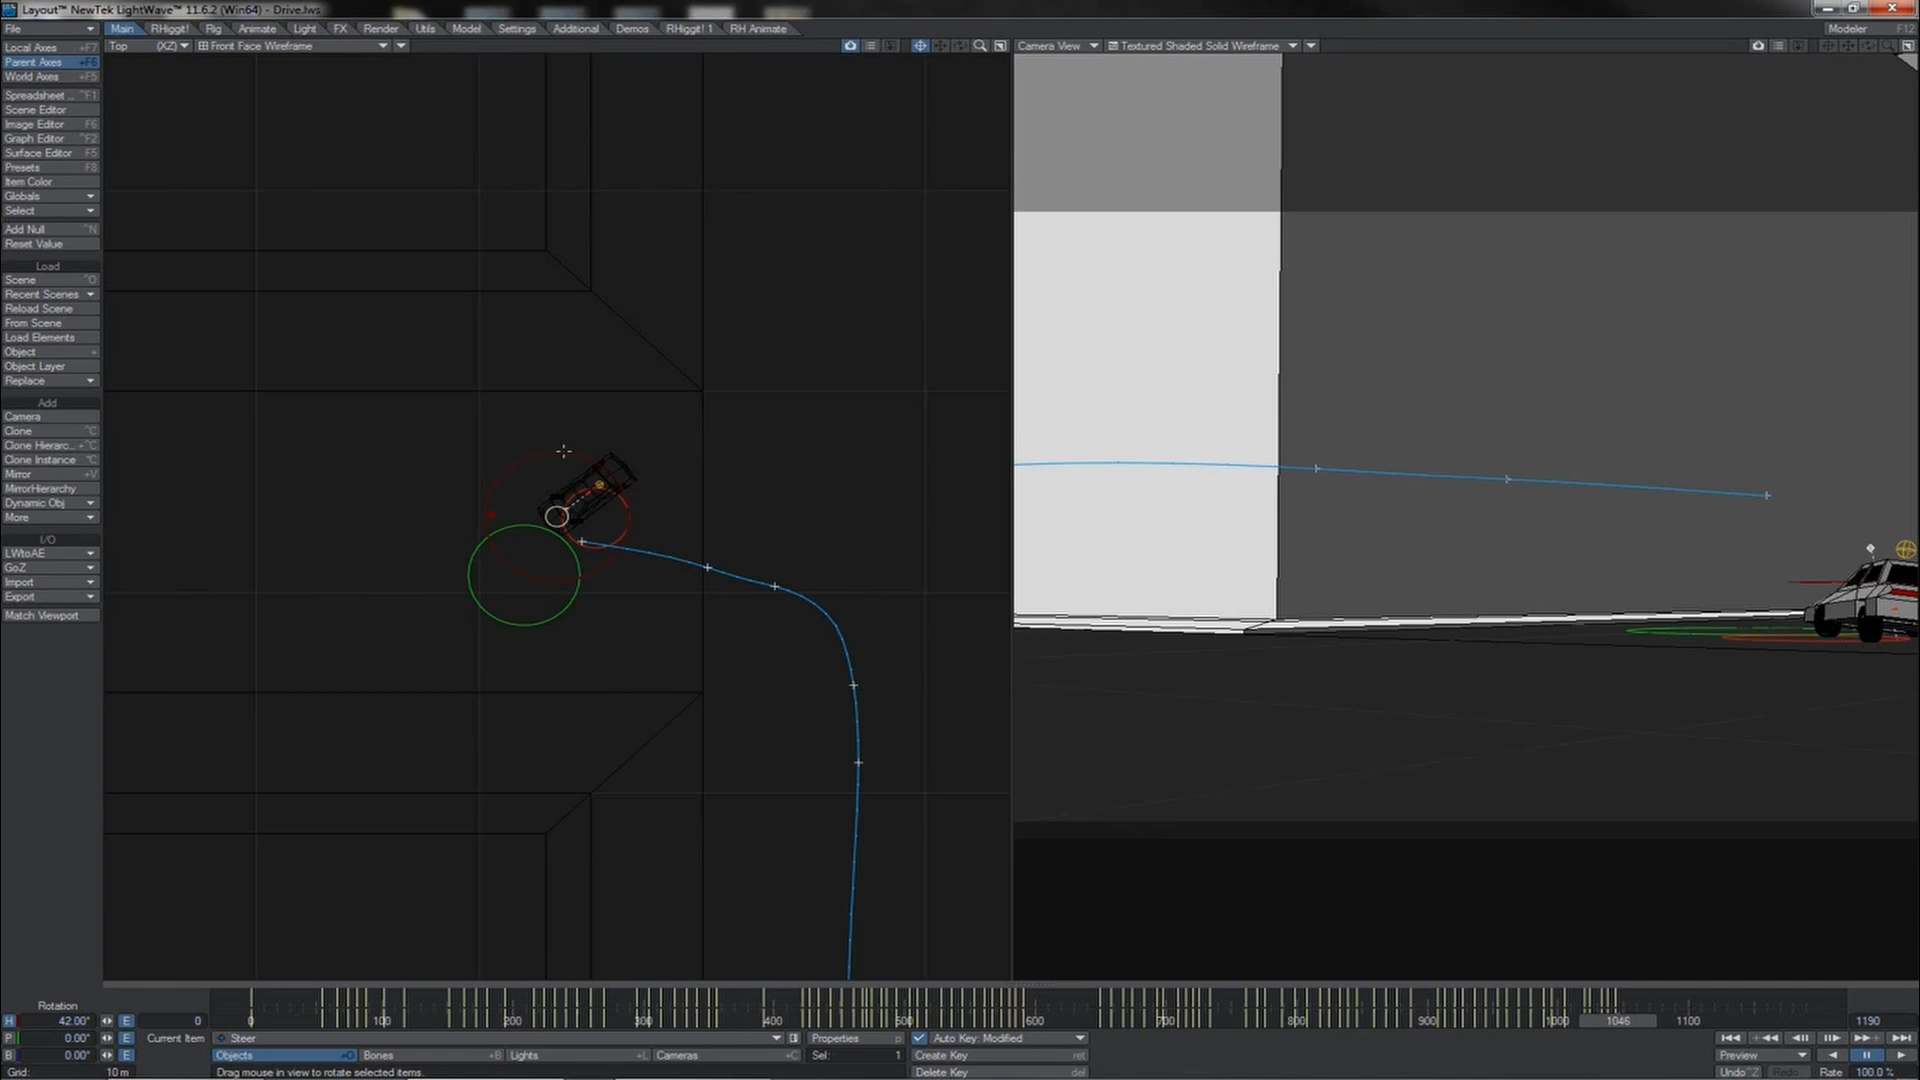 Layout™ NewTek LightWave™ 11.6.2 (Win64) - Drive.lws
File Main RHiggit! Rig Animate Light FX Render Utils Model Settings Additional Demos RHiggit! 1 RH Animate Modeler F12
Top (XZ) Front Face Wireframe Camera View Textured Shaded Solid Wireframe
Local Axes +F7
Parent Axes +F6
World Axes +F5
Spreadsheet ... ^F1
Scene Editor
Image Editor F6
Graph Editor ^F2
Surface Editor F5
Presets F8
Item Color
Globals
Select
Add Null ^N
Reset Value
Load
Scene ^O
Recent Scenes
Reload Scene
From Scene
Load Elements
Object +
Object Layer
Replace
Add
Camera
Clone ^C
Clone Hierarc... +^C
Clone Instance
Mirror +V
MirrorHierarchy
Dynamic Obj
More
I/O
LWtoAE
GoZ
Import
Export
Match Viewport
Rotation
H 42.00° E 0 0 100 200 300 400 500 600 700 800 900 1000 1046 1100 1190
P 0.00° E Current Item Steer Properties p Auto Key: Modified
B 0.00° E Objects +O Bones +B Lights +L Cameras +C Sel: 1 Create Key ret Preview
Grid: 10 m Drag mouse in view to rotate selected items. Delete Key del Undo ^Z Redo Rate 100.0 %